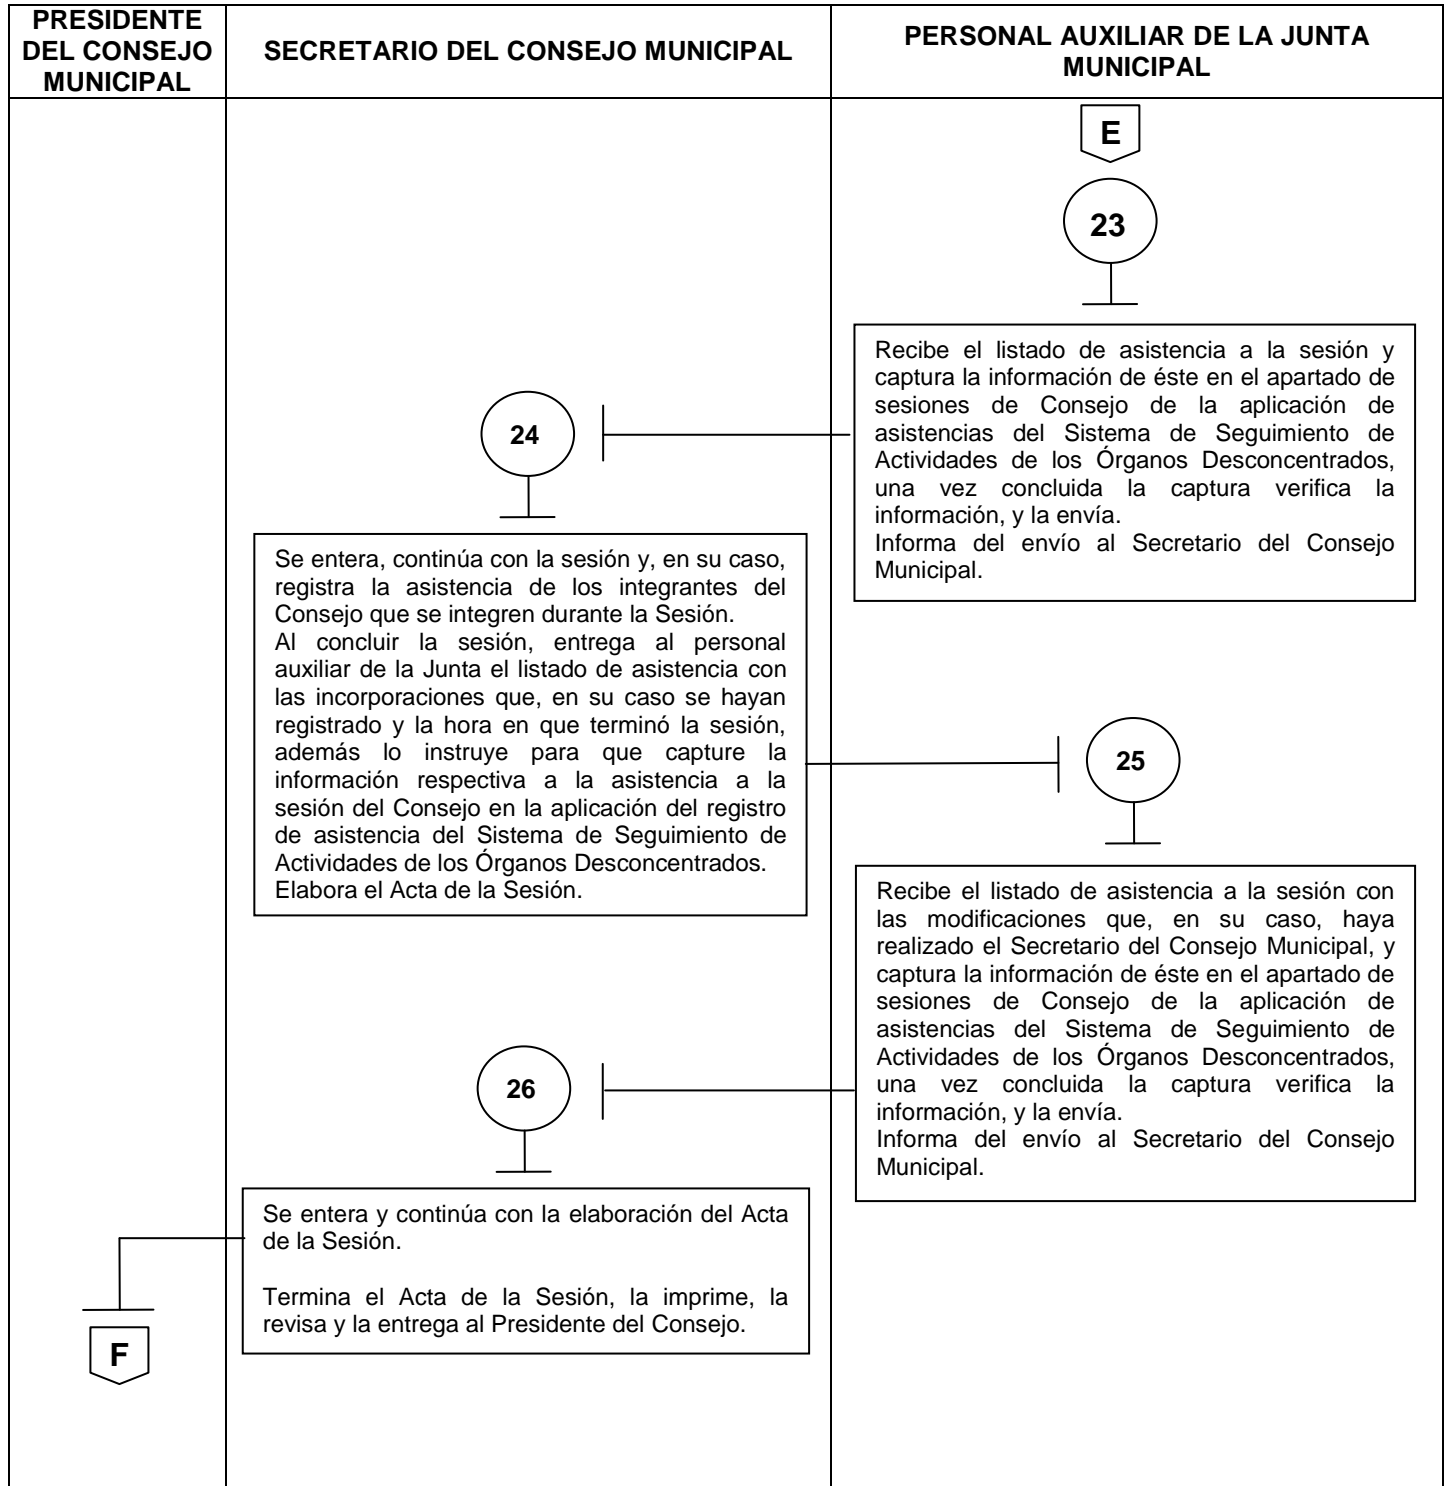 PRESIDENTE
DEL CONSEJO
MUNICIPAL
SECRETARIO DEL CONSEJO MUNICIPAL
PERSONAL AUXILIAR DE LA JUNTA
MUNICIPAL
E
23
Recibe el listado de asistencia a la sesión y
captura la información de éste en el apartado de
sesiones de Consejo de la aplicación de
asistencias del Sistema de Seguimiento de
Actividades de los Órganos Desconcentrados,
una vez concluida la captura verifica la
información, y la envía.
Informa del envío al Secretario del Consejo
Municipal.
24
Se entera, continúa con la sesión y, en su caso,
registra la asistencia de los integrantes del
Consejo que se integren durante la Sesión.
Al concluir la sesión, entrega al personal
auxiliar de la Junta el listado de asistencia con
las incorporaciones que, en su caso se hayan
registrado y la hora en que terminó la sesión,
además lo instruye para que capture la
información respectiva a la asistencia a la
sesión del Consejo en la aplicación del registro
de asistencia del Sistema de Seguimiento de
Actividades de los Órganos Desconcentrados.
Elabora el Acta de la Sesión.
25
Recibe el listado de asistencia a la sesión con
las modificaciones que, en su caso, haya
realizado el Secretario del Consejo Municipal, y
captura la información de éste en el apartado de
sesiones de Consejo de la aplicación de
asistencias del Sistema de Seguimiento de
Actividades de los Órganos Desconcentrados,
una vez concluida la captura verifica la
información, y la envía.
Informa del envío al Secretario del Consejo
Municipal.
26
Se entera y continúa con la elaboración del Acta
de la Sesión.
Termina el Acta de la Sesión, la imprime, la
revisa y la entrega al Presidente del Consejo.
F